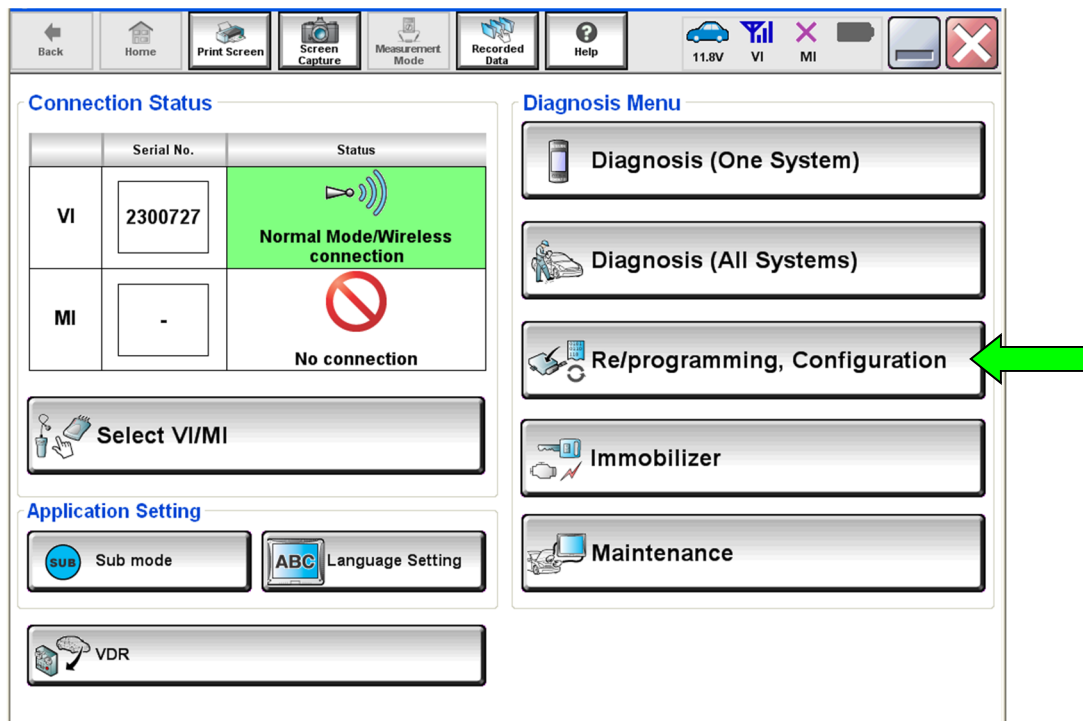 Back
Home
Print Screen
Screen
Capture
Measurement
Mode
Recorded
Data
Help
11.8V
VI
MI
Connection Status
Serial No.
Status
VI
2300727
Normal Mode/Wireless
connection
MI
-
No connection
Select VI/MI
Application Setting
SUB
Sub mode
ABC
Language Setting
VDR
Diagnosis Menu
Diagnosis (One System)
Diagnosis (All Systems)
Re/programming, Configuration
Immobilizer
Maintenance